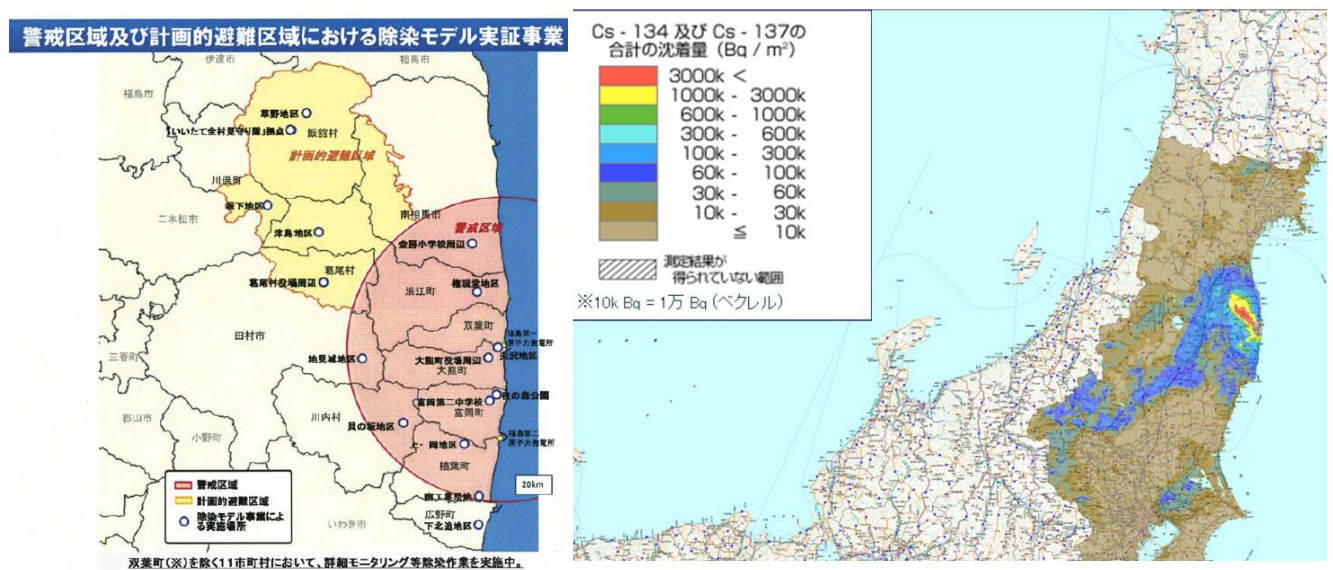 警戒区域及び計画的避難区域における除染モデル実証事業
伊達市
相馬市
福島市
草野地区
「いいたて全村見守り隊」拠点
飯舘村
計画的避難区域
川俣町
二本松市
坂下地区
南相馬市
津島地区
警戒区域
金房小学校周辺
葛尾村
葛尾村役場周辺
権現堂地区
浪江町
田村市
双葉町
福島第一
原子力発電所
三春町
地見城地区
大熊町役場周辺
夫沢地区
大熊町
夜の森公園
富岡第二中学校
郡山市
川内村
富岡町
貝の坂地区
小野町
福島第二
原子力発電所
上・岡地区
楢葉町
20km
警戒区域
計画的避難区域
除染モデル事業によ
る実施場所
南工業団地
いわき市
広野町
下北迫地区
双葉町(※)を除く11市町村において、詳細モニタリング等除染作業を実施中。
Cs - 134 及び Cs - 137の
合計の沈着量 (Bq / m²)
3000k <
1000k - 3000k
600k - 1000k
300k - 600k
100k - 300k
60k - 100k
30k - 60k
10k - 30k
≦ 10k
測定結果が
得られていない範囲
※10k Bq = 1万 Bq (ベクレル)